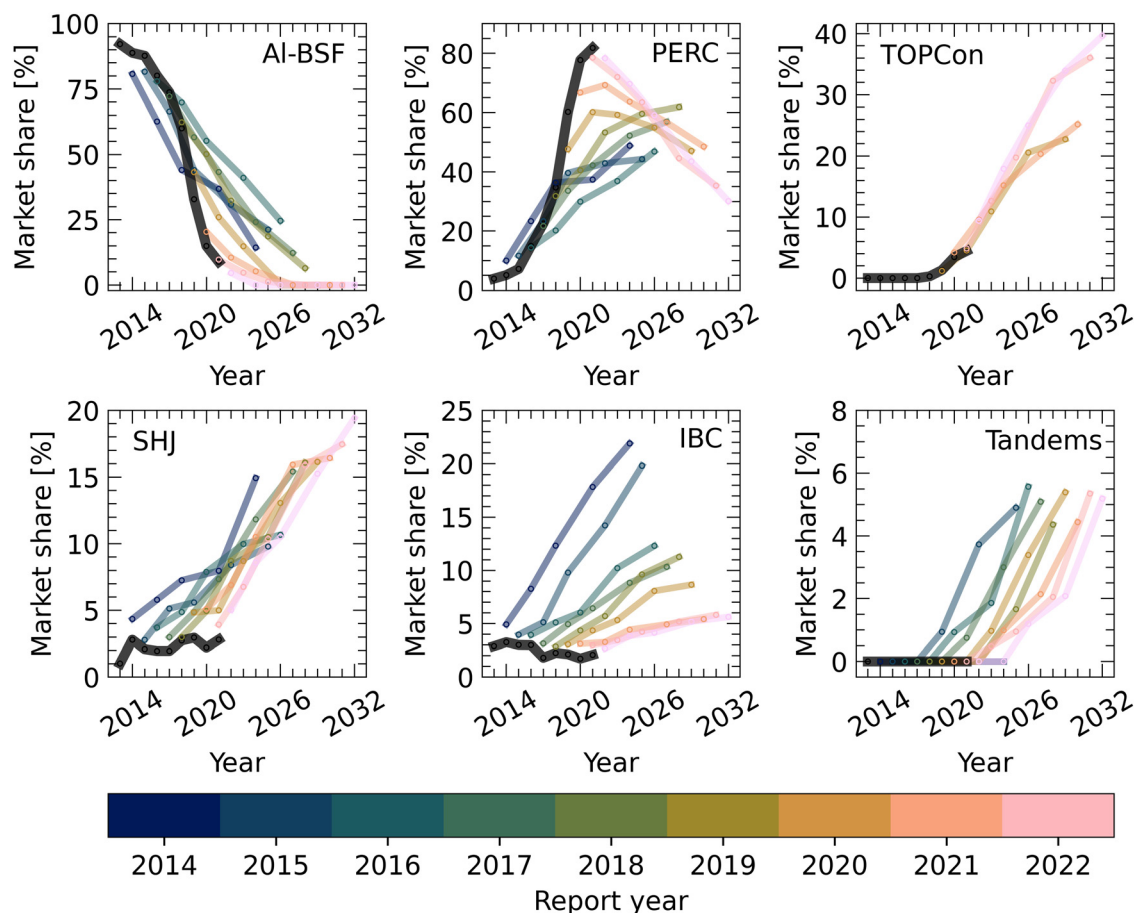 Al-BSF
Market share [%]
100
75
50
25
0
2014 2020 2026 2032
Year
PERC
Market share [%]
80
60
40
20
0
2014 2020 2026 2032
Year
TOPCon
Market share [%]
40
30
20
10
0
2014 2020 2026 2032
Year
SHJ
Market share [%]
20
15
10
5
0
2014 2020 2026 2032
Year
IBC
Market share [%]
25
20
15
10
5
0
2014 2020 2026 2032
Year
Tandems
Market share [%]
8
6
4
2
0
2014 2020 2026 2032
Year
2014 2015 2016 2017 2018 2019 2020 2021 2022
Report year